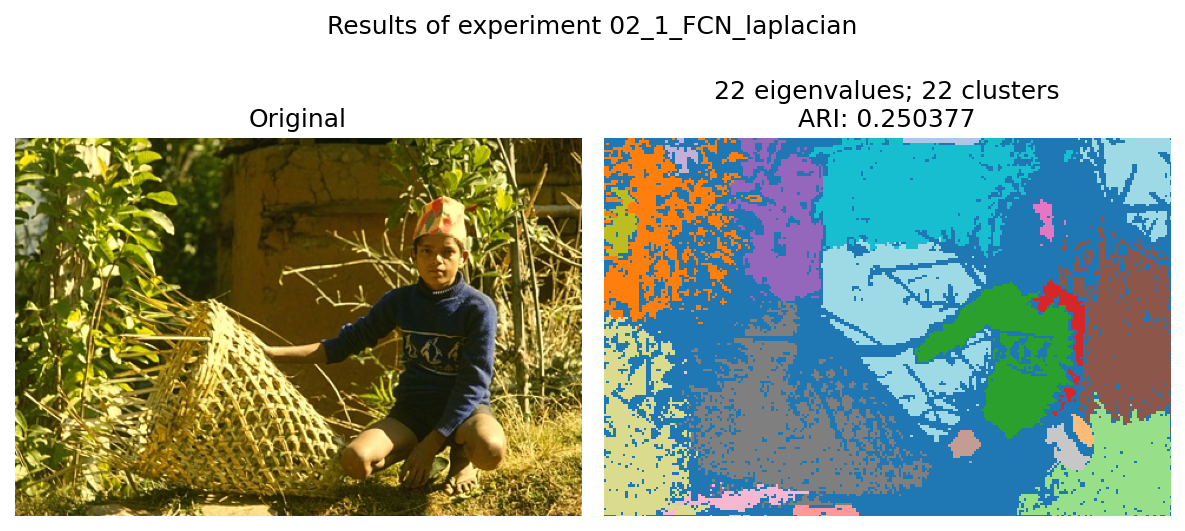 Results of experiment 02_1_FCN_laplacian
Original
22 eigenvalues; 22 clusters
ARI: 0.250377